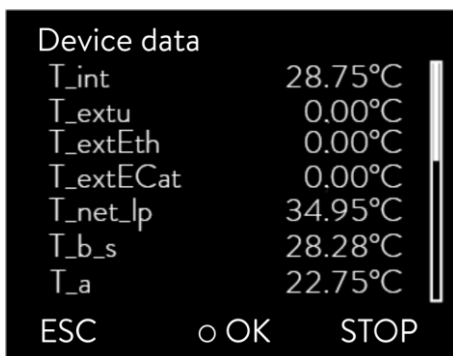 Device data
T_int 28.75°C
T_extu 0.00°C
T_extEth 0.00°C
T_extECat 0.00°C
T_net_lp 34.95°C
T_b_s 28.28°C
T_a 22.75°C
ESC ○ OK STOP